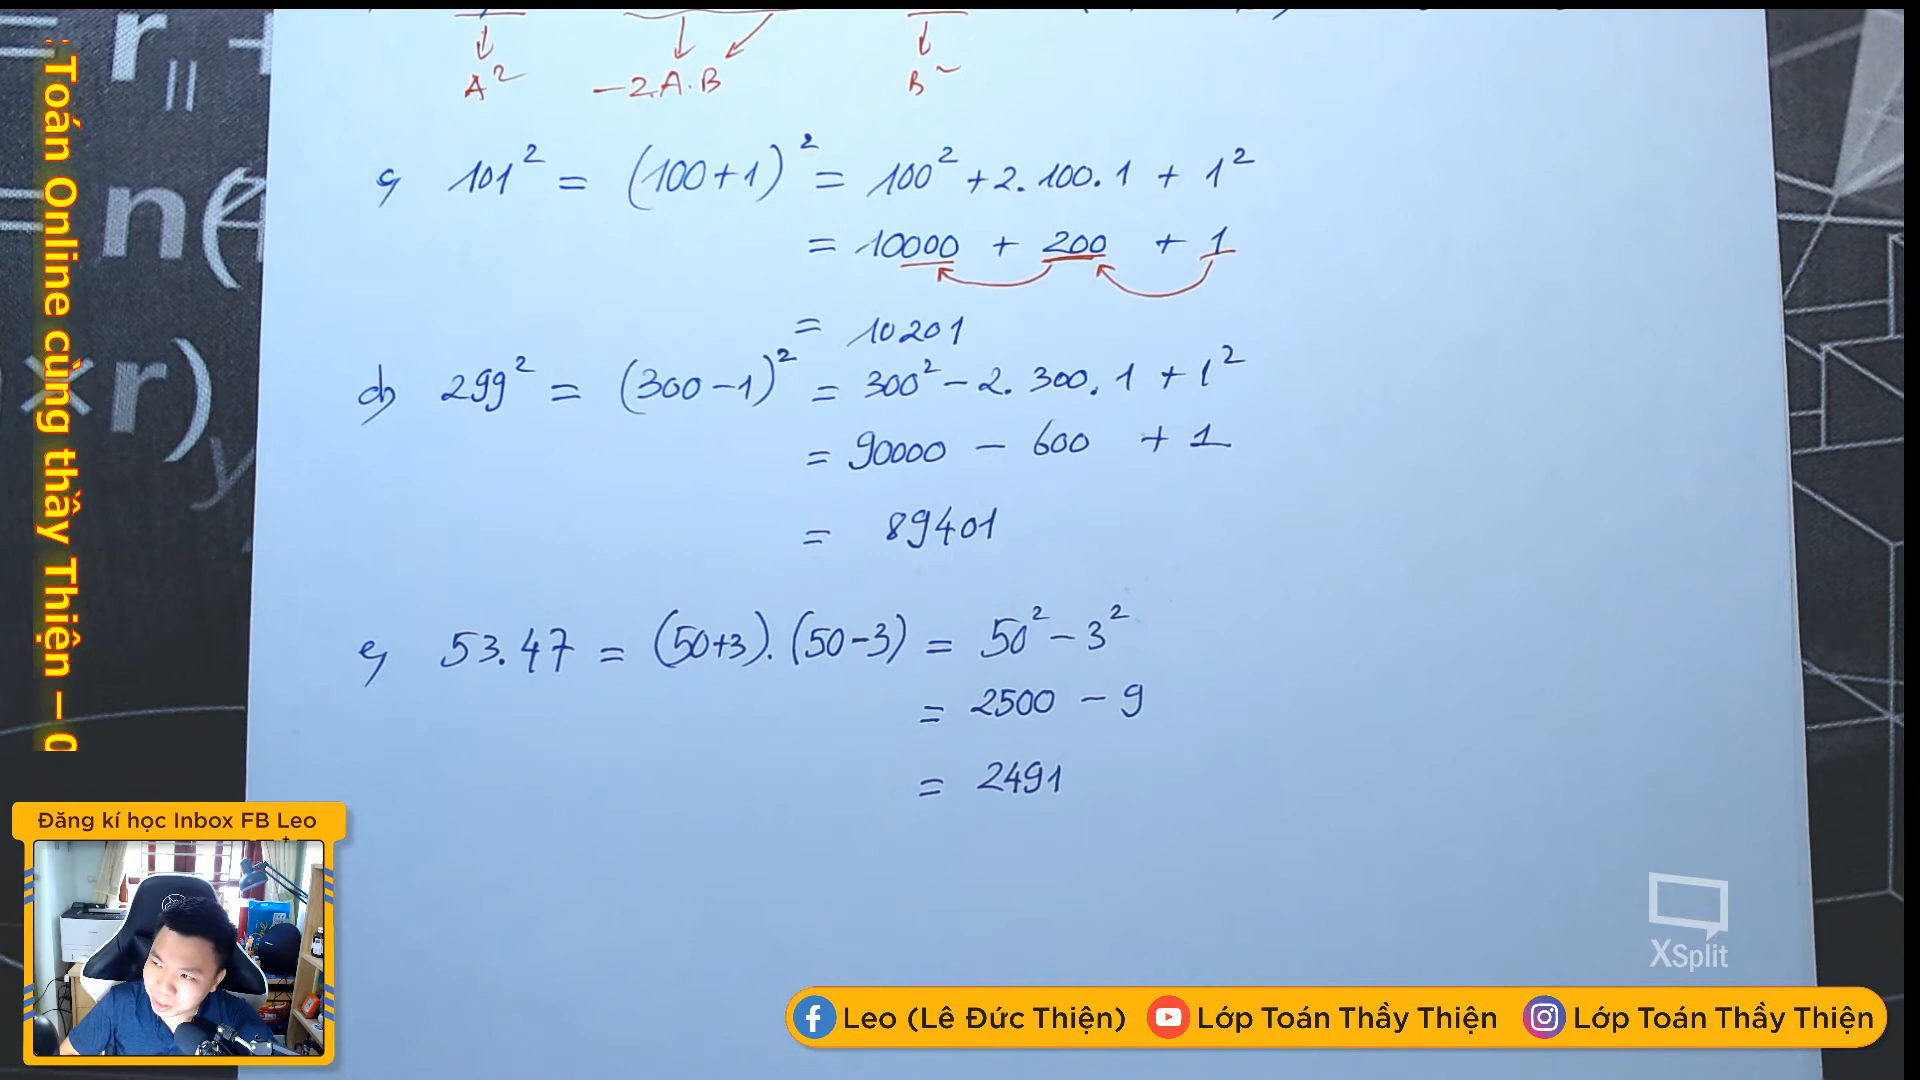 A²
-2.A.B
B²
c) 101² = (100+1)² = 100² + 2.100.1 + 1²
= 10000 + 200 + 1
= 10201
d) 299² = (300-1)² = 300² - 2.300.1 + 1²
= 90000 - 600 + 1
= 89401
e) 53.47 = (50+3).(50-3) = 50² - 3²
= 2500 - 9
= 2491
: Toán Online cùng thầy Thiện – 0
Đăng kí học Inbox FB Leo
XSplit
Leo (Lê Đức Thiện) Lớp Toán Thầy Thiện Lớp Toán Thầy Thiện
= r|| +
= n(
×r)y